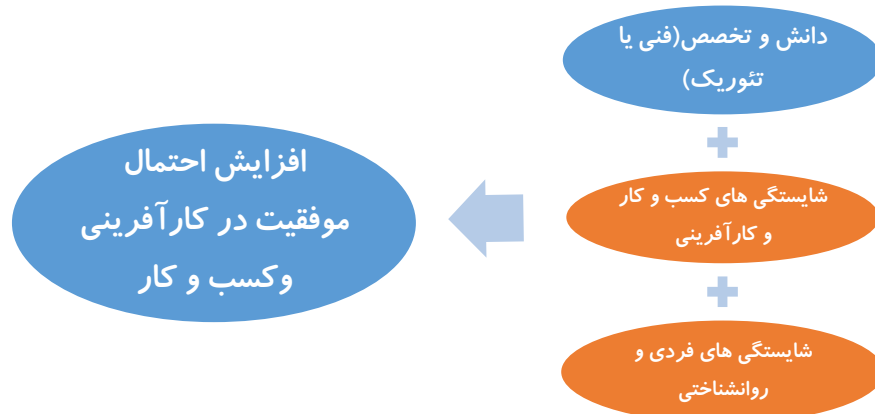 دانش و تخصص(فنی یا
تئوریک)
شایستگی های کسب و کار
و کارآفرینی
شایستگی های فردی و
روانشناختی
افزایش احتمال
موفقیت در کارآفرینی
وکسب و کار